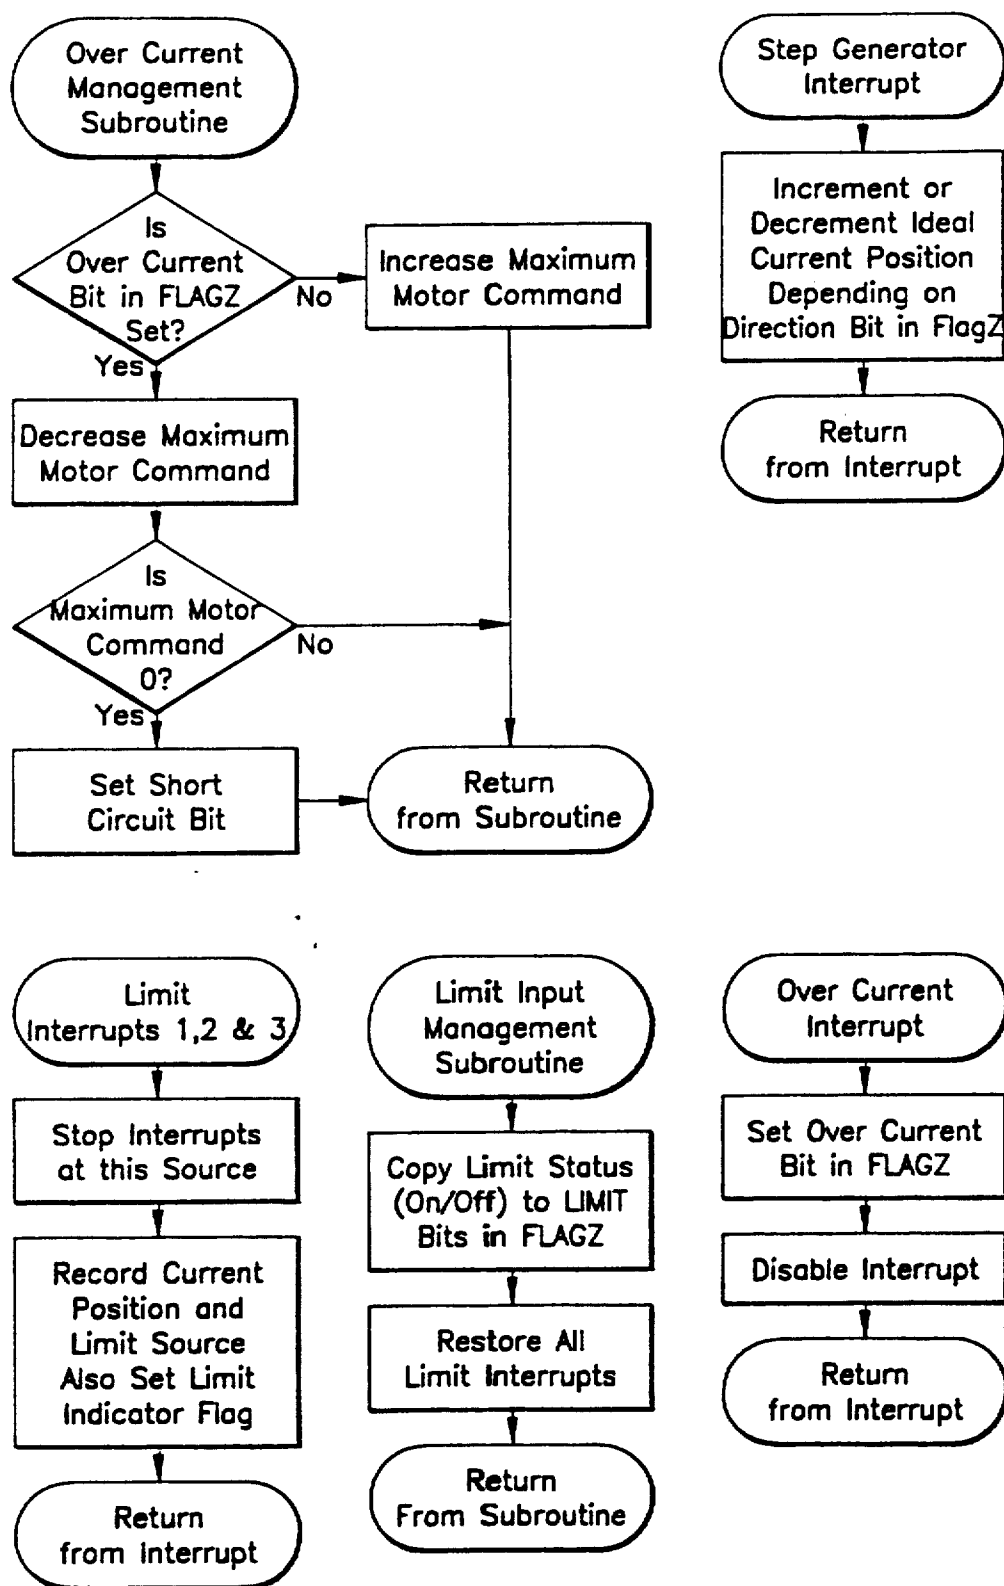 Over Current
Management
Subroutine
Is
Over Current
Bit in FLAGZ
Set?
No
Yes
Increase Maximum
Motor Command
Decrease Maximum
Motor Command
Is
Maximum Motor
Command
0?
No
Yes
Set Short
Circuit Bit
Return
from Subroutine
Step Generator
Interrupt
Increment or
Decrement Ideal
Current Position
Depending on
Direction Bit in FlagZ
Return
from Interrupt
Limit
Interrupts 1,2 & 3
Stop Interrupts
at this Source
Record Current
Position and
Limit Source
Also Set Limit
Indicator Flag
Return
from Interrupt
Limit Input
Management
Subroutine
Copy Limit Status
(On/Off) to LIMIT
Bits in FLAGZ
Restore All
Limit Interrupts
Return
From Subroutine
Over Current
Interrupt
Set Over Current
Bit in FLAGZ
Disable Interrupt
Return
from Interrupt